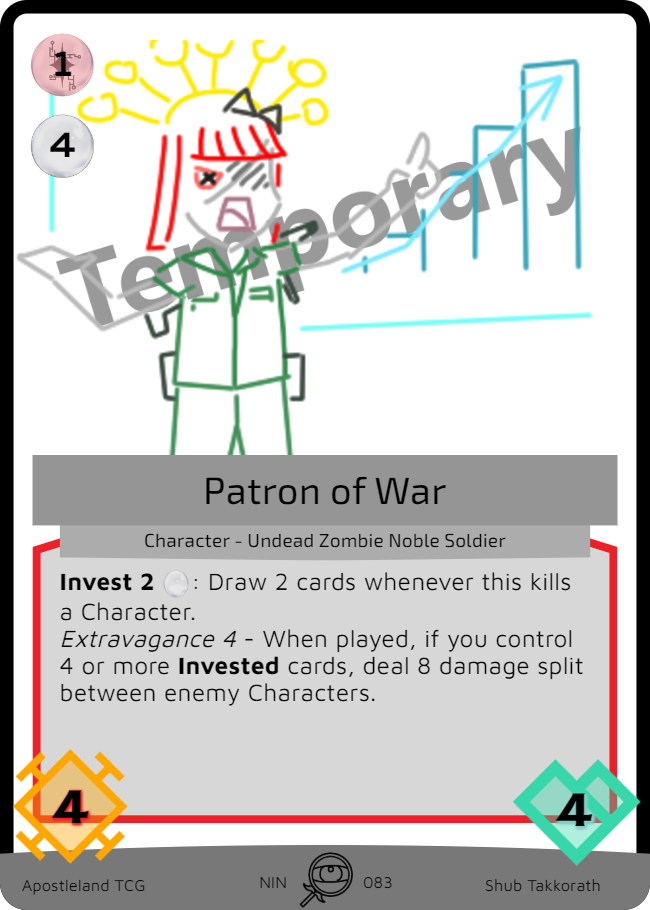 1
4
Temporary
Patron of War
Character - Undead Zombie Noble Soldier
Invest 2 : Draw 2 cards whenever this kills
a Character.
Extravagance 4 - When played, if you control
4 or more Invested cards, deal 8 damage split
between enemy Characters.
4
4
Apostleland TCG
NIN
083
Shub Takkorath